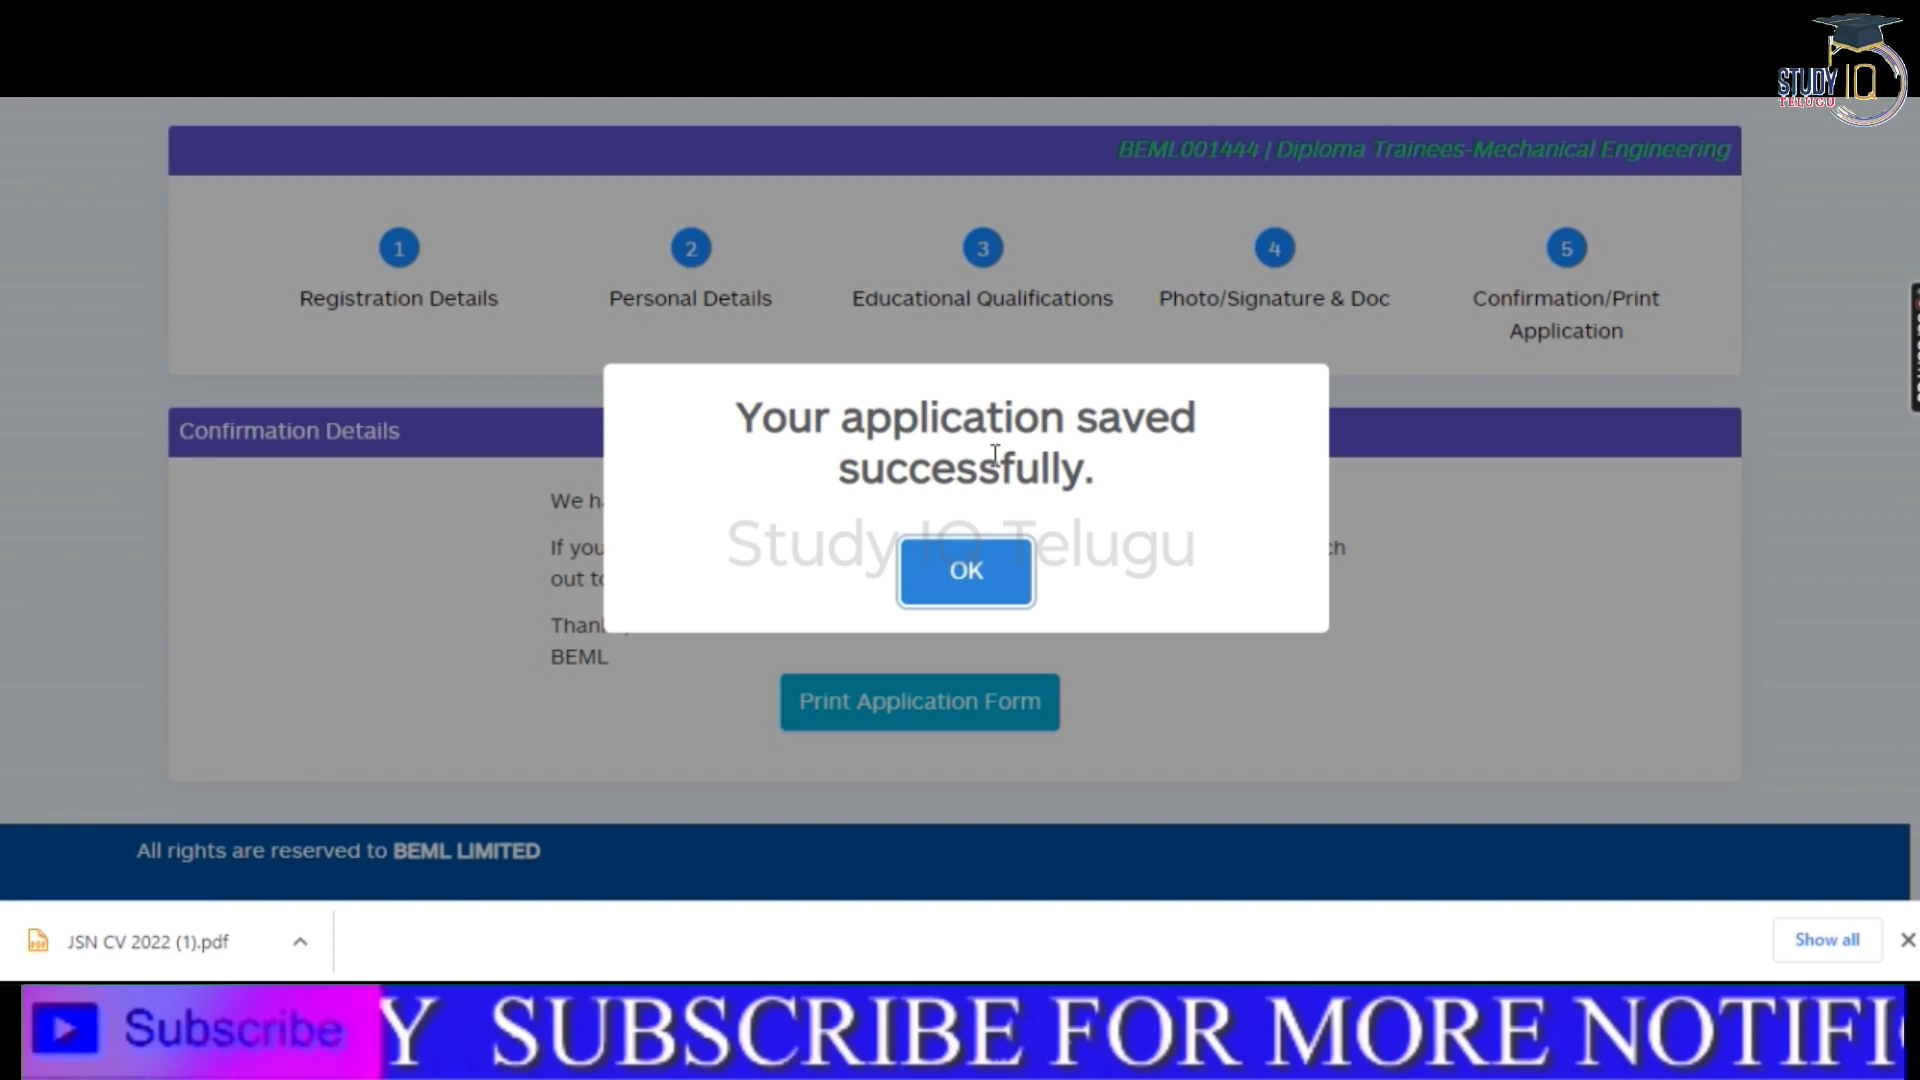 STUDY IQ
TELUGU
BEML001444 | Diploma Trainees-Mechanical Engineering
1
2
3
4
5
Registration Details
Personal Details
Educational Qualifications
Photo/Signature & Doc
Confirmation/Print
Application
Confirmation Details
Your application saved
successfully.
We
If you
out
BEML
Study IQ Telugu
OK
Print Application Form
All rights are reserved to BEML LIMITED
JSN CV 2022 (1).pdf
Show all
Subscribe
Y SUBSCRIBE FOR MORE NOTIFI